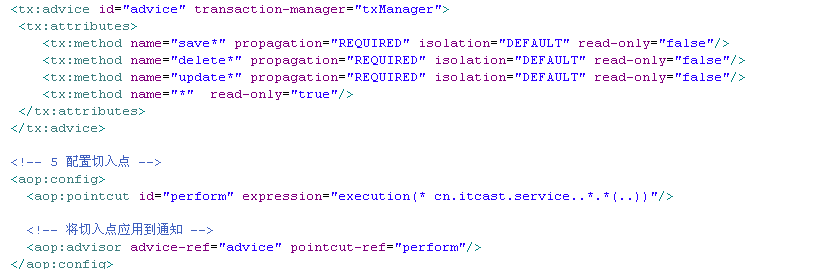 <tx:advice id="advice" transaction-manager="txManager">
<tx:attributes>
<tx:method name="save*" propagation="REQUIRED" isolation="DEFAULT" read-only="false"/>
<tx:method name="delete*" propagation="REQUIRED" isolation="DEFAULT" read-only="false"/>
<tx:method name="update*" propagation="REQUIRED" isolation="DEFAULT" read-only="false"/>
<tx:method name="*"  read-only="true"/>
</tx:attributes>
</tx:advice>
<!-- 5 配置切入点 -->
<aop:config>
<aop:pointcut id="perform" expression="execution(* cn.itcast.service..*.*(..))"/>
<!-- 将切入点应用到通知 -->
<aop:advisor advice-ref="advice" pointcut-ref="perform"/>
</aop:config>